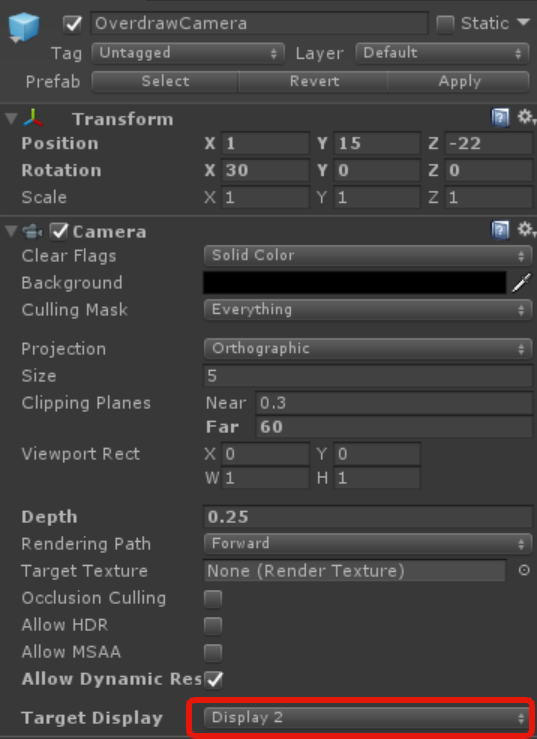 OverdrawCamera Static
Tag Untagged Layer Default
Prefab Select Revert Apply
Transform
Position X 1 Y 15 Z -22
Rotation X 30 Y 0 Z 0
Scale X 1 Y 1 Z 1
Camera
Clear Flags Solid Color
Background
Culling Mask Everything
Projection Orthographic
Size 5
Clipping Planes Near 0.3
Far 60
Viewport Rect X 0 Y 0
W 1 H 1
Depth 0.25
Rendering Path Forward
Target Texture None (Render Texture)
Occlusion Culling
Allow HDR
Allow MSAA
Allow Dynamic Res
Target Display Display 2